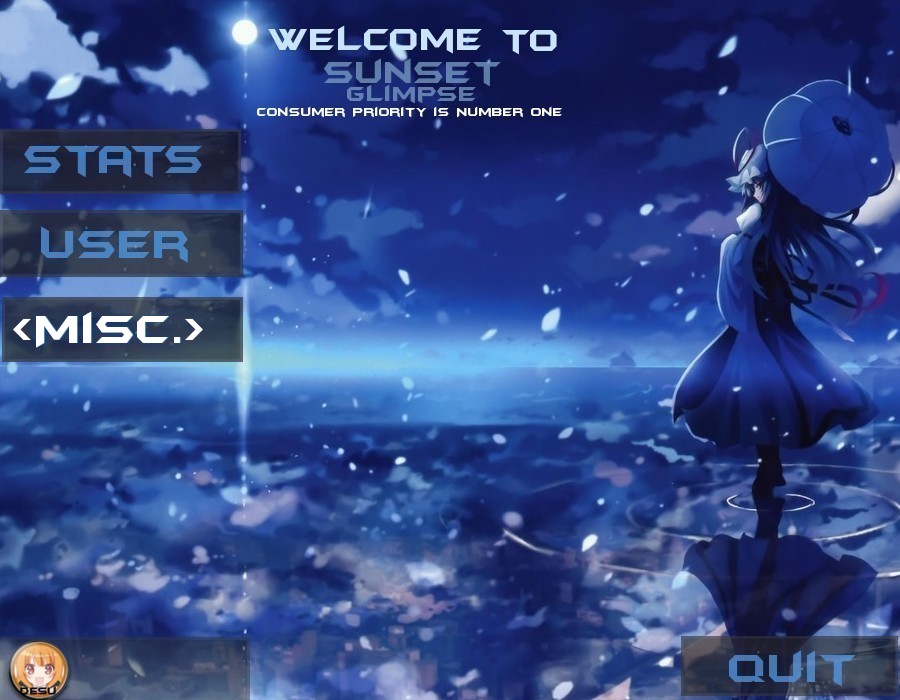 WELCOME TO
SUNSET
GLIMPSE
CONSUMER PRIORITY IS NUMBER ONE
STATS
USER
<MISC.>
DESU
QUIT